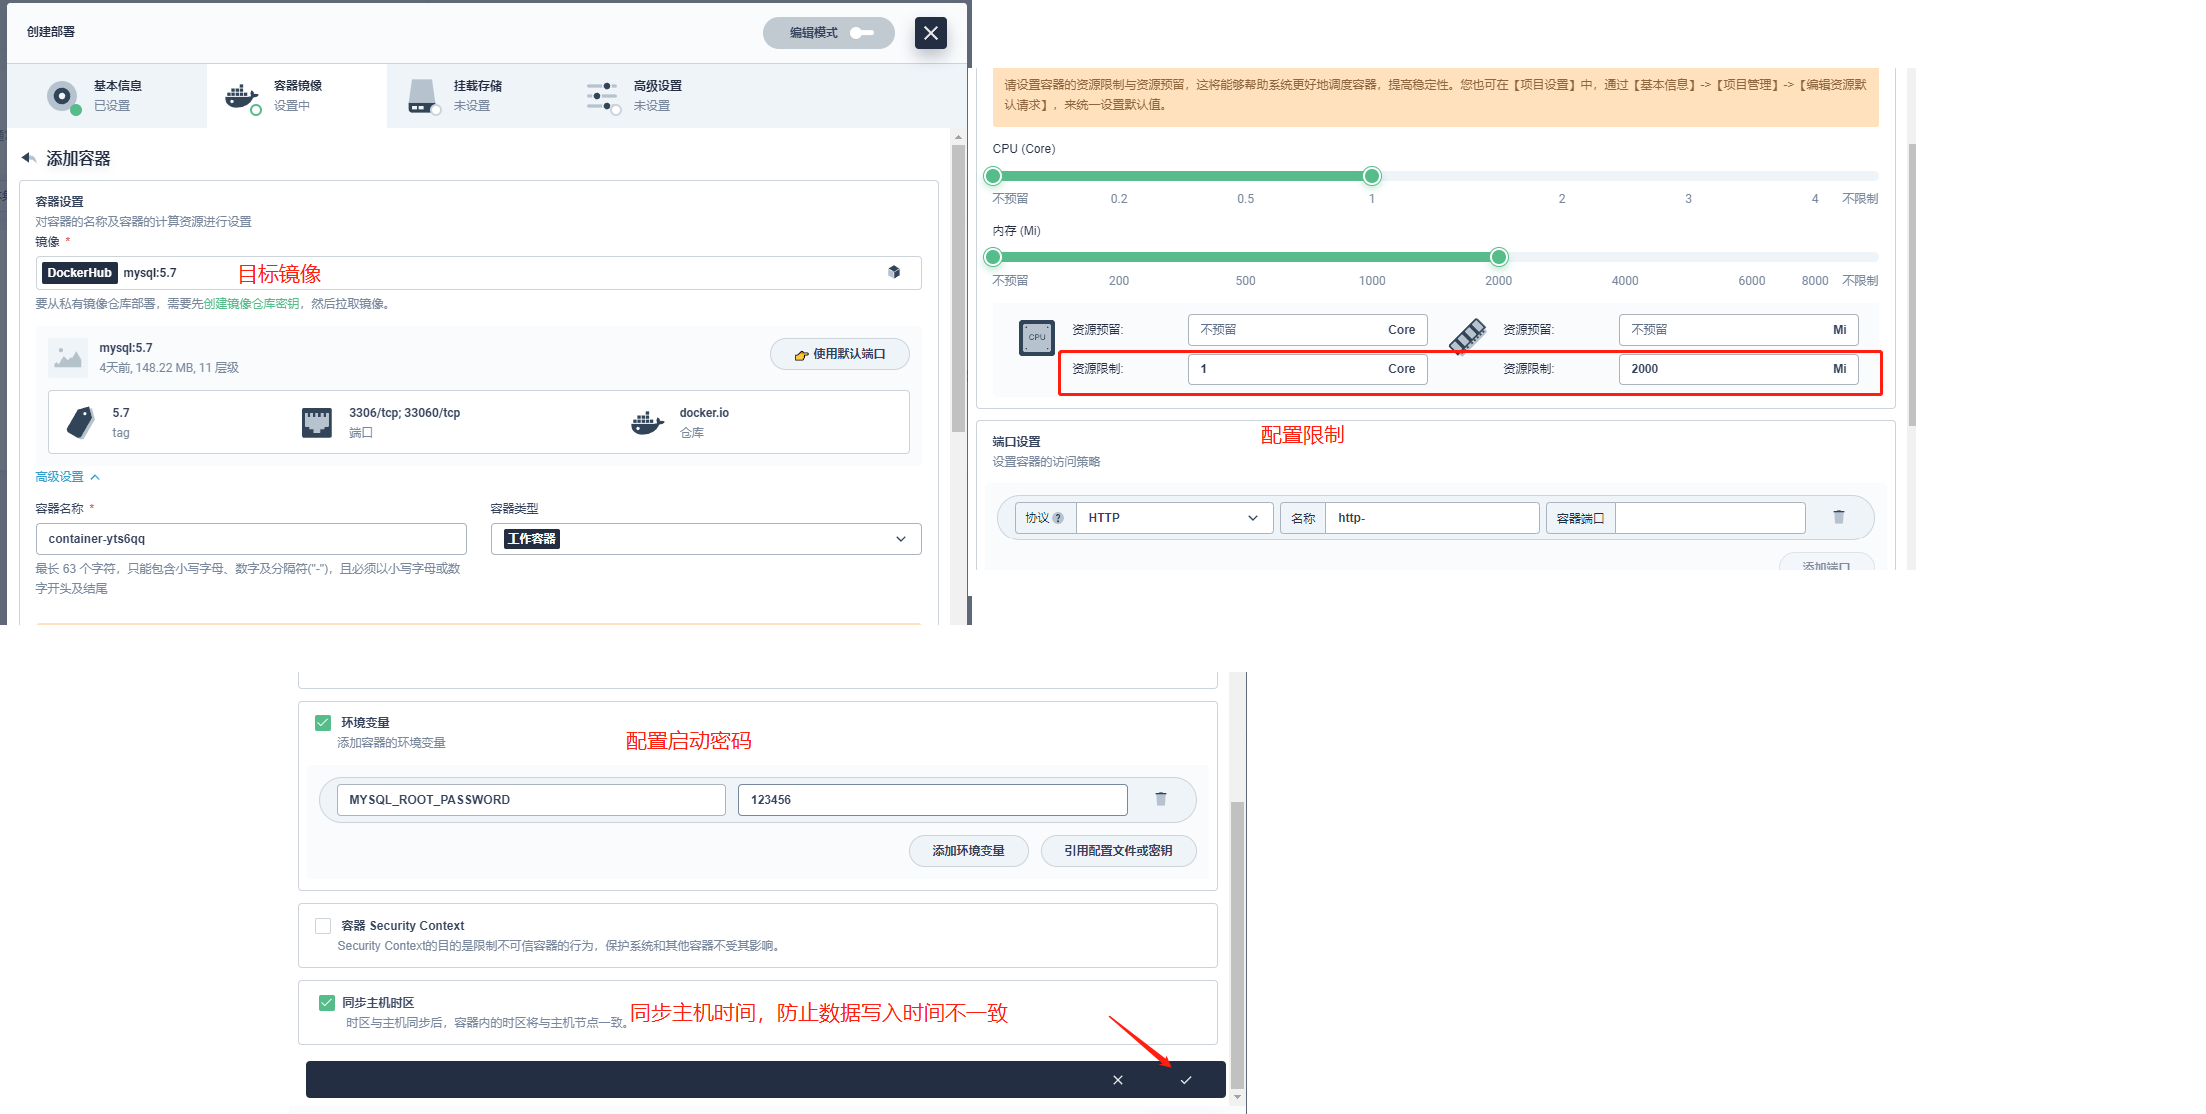 创建部署
编辑模式
基本信息
已设置
容器镜像
设置中
挂载存储
未设置
高级设置
未设置
添加容器
容器设置
对容器的名称及容器的计算资源进行设置
镜像 *
DockerHub mysql:5.7
目标镜像
要从私有镜像仓库部署，需要先创建镜像仓库密钥，然后拉取镜像。
mysql:5.7
4天前, 148.22 MB, 11 层级
👉 使用默认端口
5.7
tag
3306/tcp; 33060/tcp
端口
docker.io
仓库
高级设置
容器名称 *
container-yts6qq
最长 63 个字符，只能包含小写字母、数字及分隔符("-")，且必须以小写字母或数
字开头及结尾
容器类型
工作容器
请设置容器的资源限制与资源预留，这将能够帮助系统更好地调度容器，提高稳定性。您也可在【项目设置】中，通过【基本信息】->【项目管理】->【编辑资源默
认请求】，来统一设置默认值。
CPU (Core)
不预留 0.2 0.5 1 2 3 4 不限制
内存 (Mi)
不预留 200 500 1000 2000 4000 6000 8000 不限制
CPU
资源预留: 不预留 Core
资源预留: 不预留 Mi
资源限制: 1 Core
资源限制: 2000 Mi
配置限制
端口设置
设置容器的访问策略
协议 ? HTTP 名称 http- 容器端口
添加端口
环境变量
添加容器的环境变量
配置启动密码
MYSQL_ROOT_PASSWORD 123456
添加环境变量 引用配置文件或密钥
容器 Security Context
Security Context的目的是限制不可信容器的行为，保护系统和其他容器不受其影响。
同步主机时区
时区与主机同步后，容器内的时区将与主机节点一致。
同步主机时间，防止数据写入时间不一致